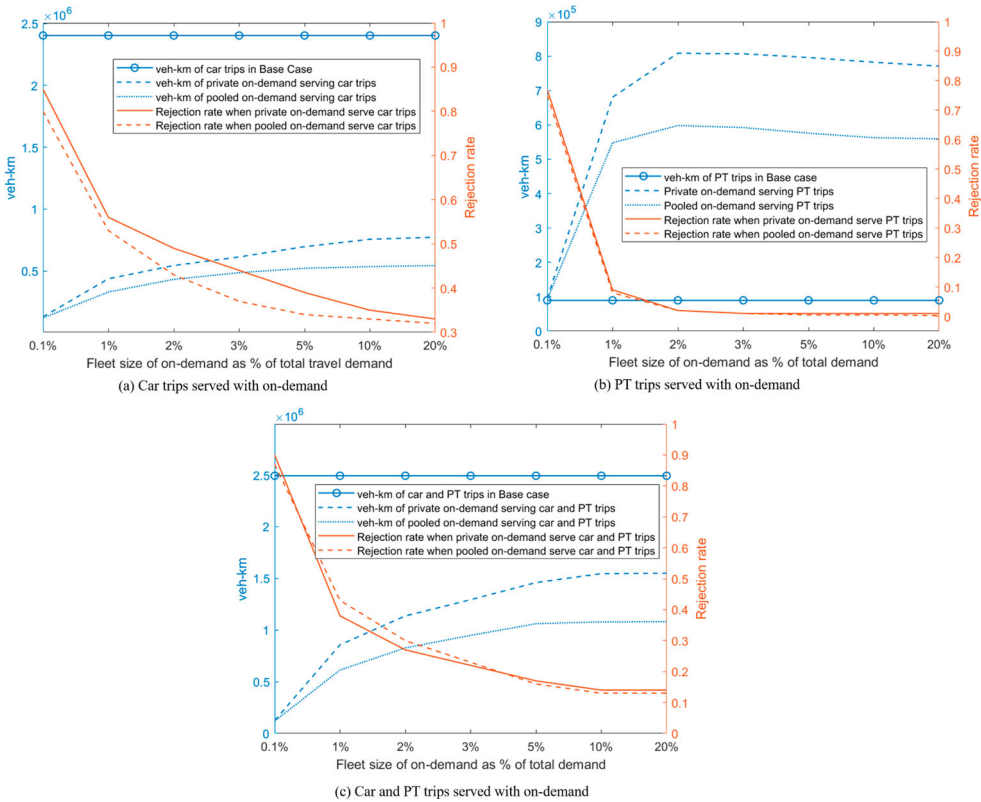 ×10⁶
2.5
2
1.5
1
0.5
veh-km
1
0.9
0.8
0.7
0.6
0.5
0.4
0.3
Rejection rate
veh-km of car trips in Base Case
veh-km of private on-demand serving car trips
veh-km of pooled on-demand serving car trips
Rejection rate when private on-demand serve car trips
Rejection rate when pooled on-demand serve car trips
0.1% 1% 2% 3% 5% 10% 20%
Fleet size of on-demand as % of total travel demand
(a) Car trips served with on-demand
×10⁵
9
8
7
6
5
4
3
2
1
0
veh-km
1
0.9
0.8
0.7
0.6
0.5
0.4
0.3
0.2
0.1
0
Rejection rate
veh-km of PT trips in Base case
Private on-demand serving PT trips
Pooled on-demand serving PT trips
Rejection rate when private on-demand serve PT trips
Rejection rate when pooled on-demand serve PT trips
0.1% 1% 2% 3% 5% 10% 20%
Fleet size of on-demand as % of total demand
(b) PT trips served with on-demand
×10⁶
2.5
2
1.5
1
0.5
0
veh-km
1
0.9
0.8
0.7
0.6
0.5
0.4
0.3
0.2
0.1
0
Rejection rate
veh-km of car and PT trips in Base case
veh-km of private on-demand serving car and PT trips
veh-km of pooled on-demand serving car and PT trips
Rejection rate when private on-demand serve car and PT trips
Rejection rate when pooled on-demand serve car and PT trips
0.1% 1% 2% 3% 5% 10% 20%
Fleet size of on-demand as % of total demand
(c) Car and PT trips served with on-demand